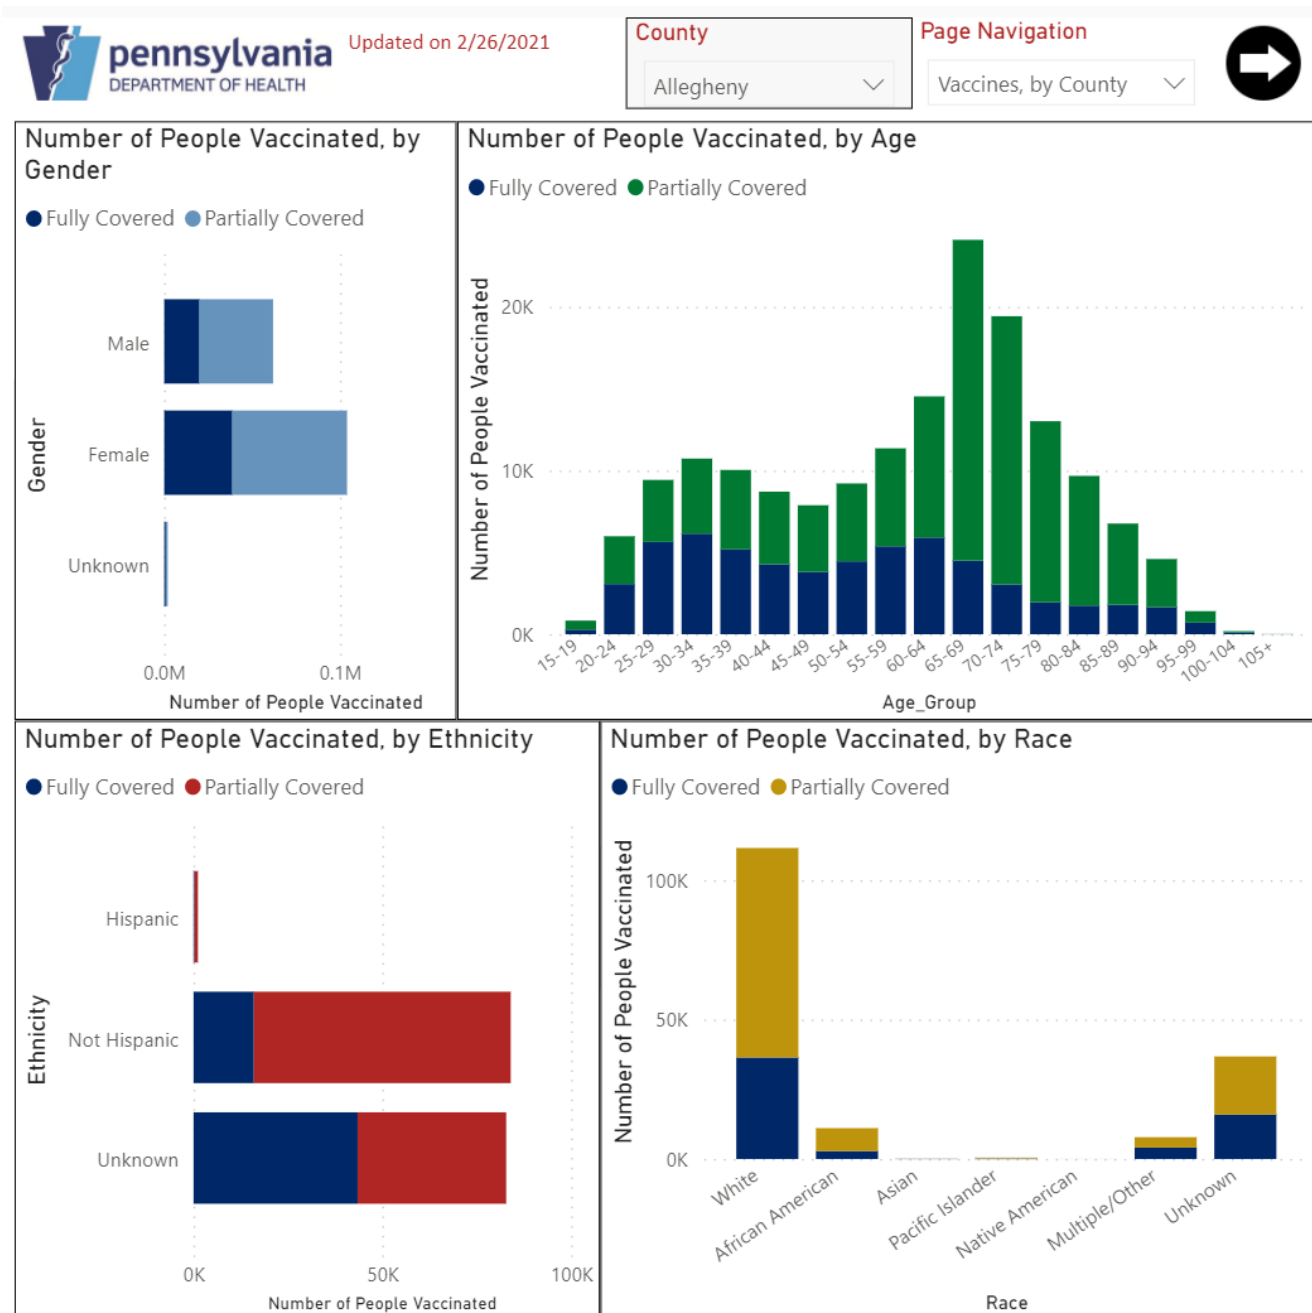 pennsylvania
DEPARTMENT OF HEALTH
Updated on 2/26/2021
County
Allegheny
Page Navigation
Vaccines, by County
Number of People Vaccinated, by
Gender
Fully Covered Partially Covered
Gender
Male
Female
Unknown
0.0M 0.1M
Number of People Vaccinated
Number of People Vaccinated, by Age
Fully Covered Partially Covered
Number of People Vaccinated
20K
10K
0K
15-19 20-24 25-29 30-34 35-39 40-44 45-49 50-54 55-59 60-64 65-69 70-74 75-79 80-84 85-89 90-94 95-99 100-104 105+
Age_Group
Number of People Vaccinated, by Ethnicity
Fully Covered Partially Covered
Ethnicity
Hispanic
Not Hispanic
Unknown
0K 50K 100K
Number of People Vaccinated
Number of People Vaccinated, by Race
Fully Covered Partially Covered
Number of People Vaccinated
100K
50K
0K
White African American Asian Pacific Islander Native American Multiple/Other Unknown
Race